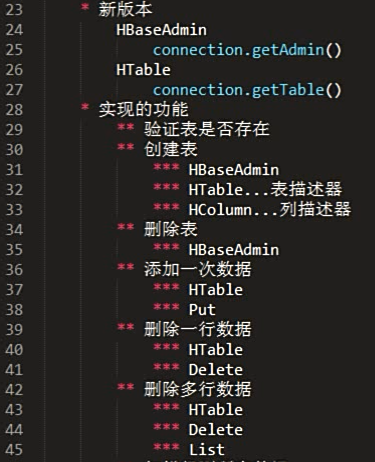 23 * 新版本
24 HBaseAdmin
25 connection.getAdmin()
26 HTable
27 connection.getTable()
28 * 实现的功能
29 ** 验证表是否存在
30 ** 创建表
31 *** HBaseAdmin
32 *** HTable...表描述器
33 *** HColumn...列描述器
34 ** 删除表
35 *** HBaseAdmin
36 ** 添加一次数据
37 *** HTable
38 *** Put
39 ** 删除一行数据
40 *** HTable
41 *** Delete
42 ** 删除多行数据
43 *** HTable
44 *** Delete
45 *** List